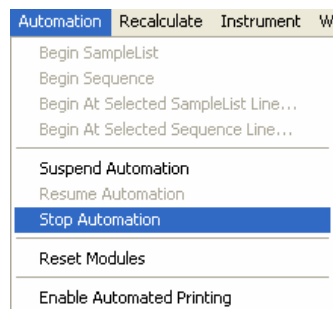 Automation Recalculate Instrument
Begin SampleList
Begin Sequence
Begin At Selected SampleList Line...
Begin At Selected Sequence Line...
Suspend Automation
Resume Automation
Stop Automation
Reset Modules
Enable Automated Printing